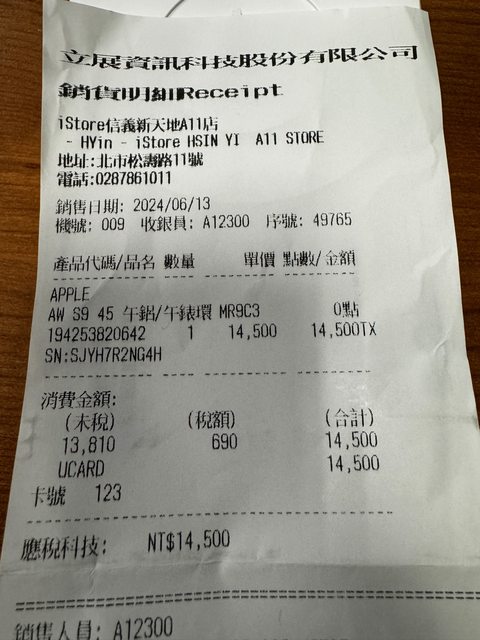 立展資訊科技股份有限公司
銷貨明細Receipt
iStore信義新天地A11店
- HYin - iStore HSIN YI A11 STORE
地址:北市松壽路11號
電話:0287861011
銷售日期: 2024/06/13
機號: 009 收銀員: A12300 序號: 49765
產品代碼/品名 數量 單價 點數/金額
APPLE
AW S9 45 午鋁/午錶環 MR9C3 0點
194253820642 1 14,500 14,500TX
SN:SJYH7R2NG4H
消費金額:
(未稅) (稅額) (合計)
13,810 690 14,500
UCARD 14,500
卡號 123
應稅科技: NT$14,500
銷售人員: A12300